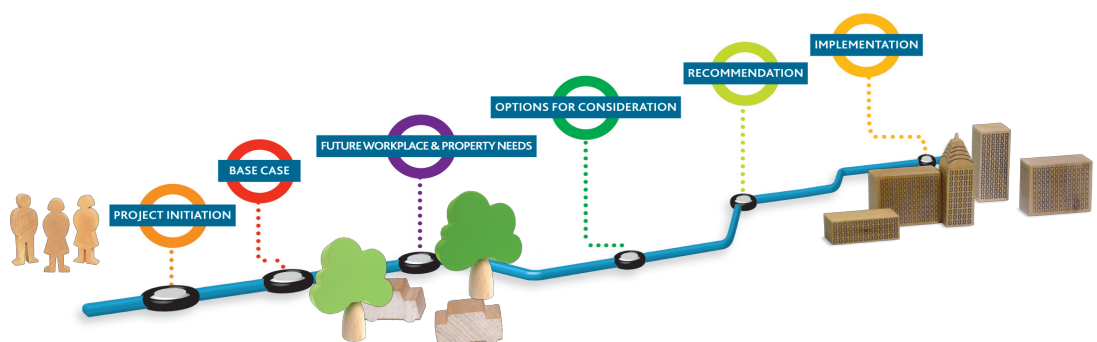 PROJECT INITIATION
BASE CASE
FUTURE WORKPLACE & PROPERTY NEEDS
OPTIONS FOR CONSIDERATION
RECOMMENDATION
IMPLEMENTATION